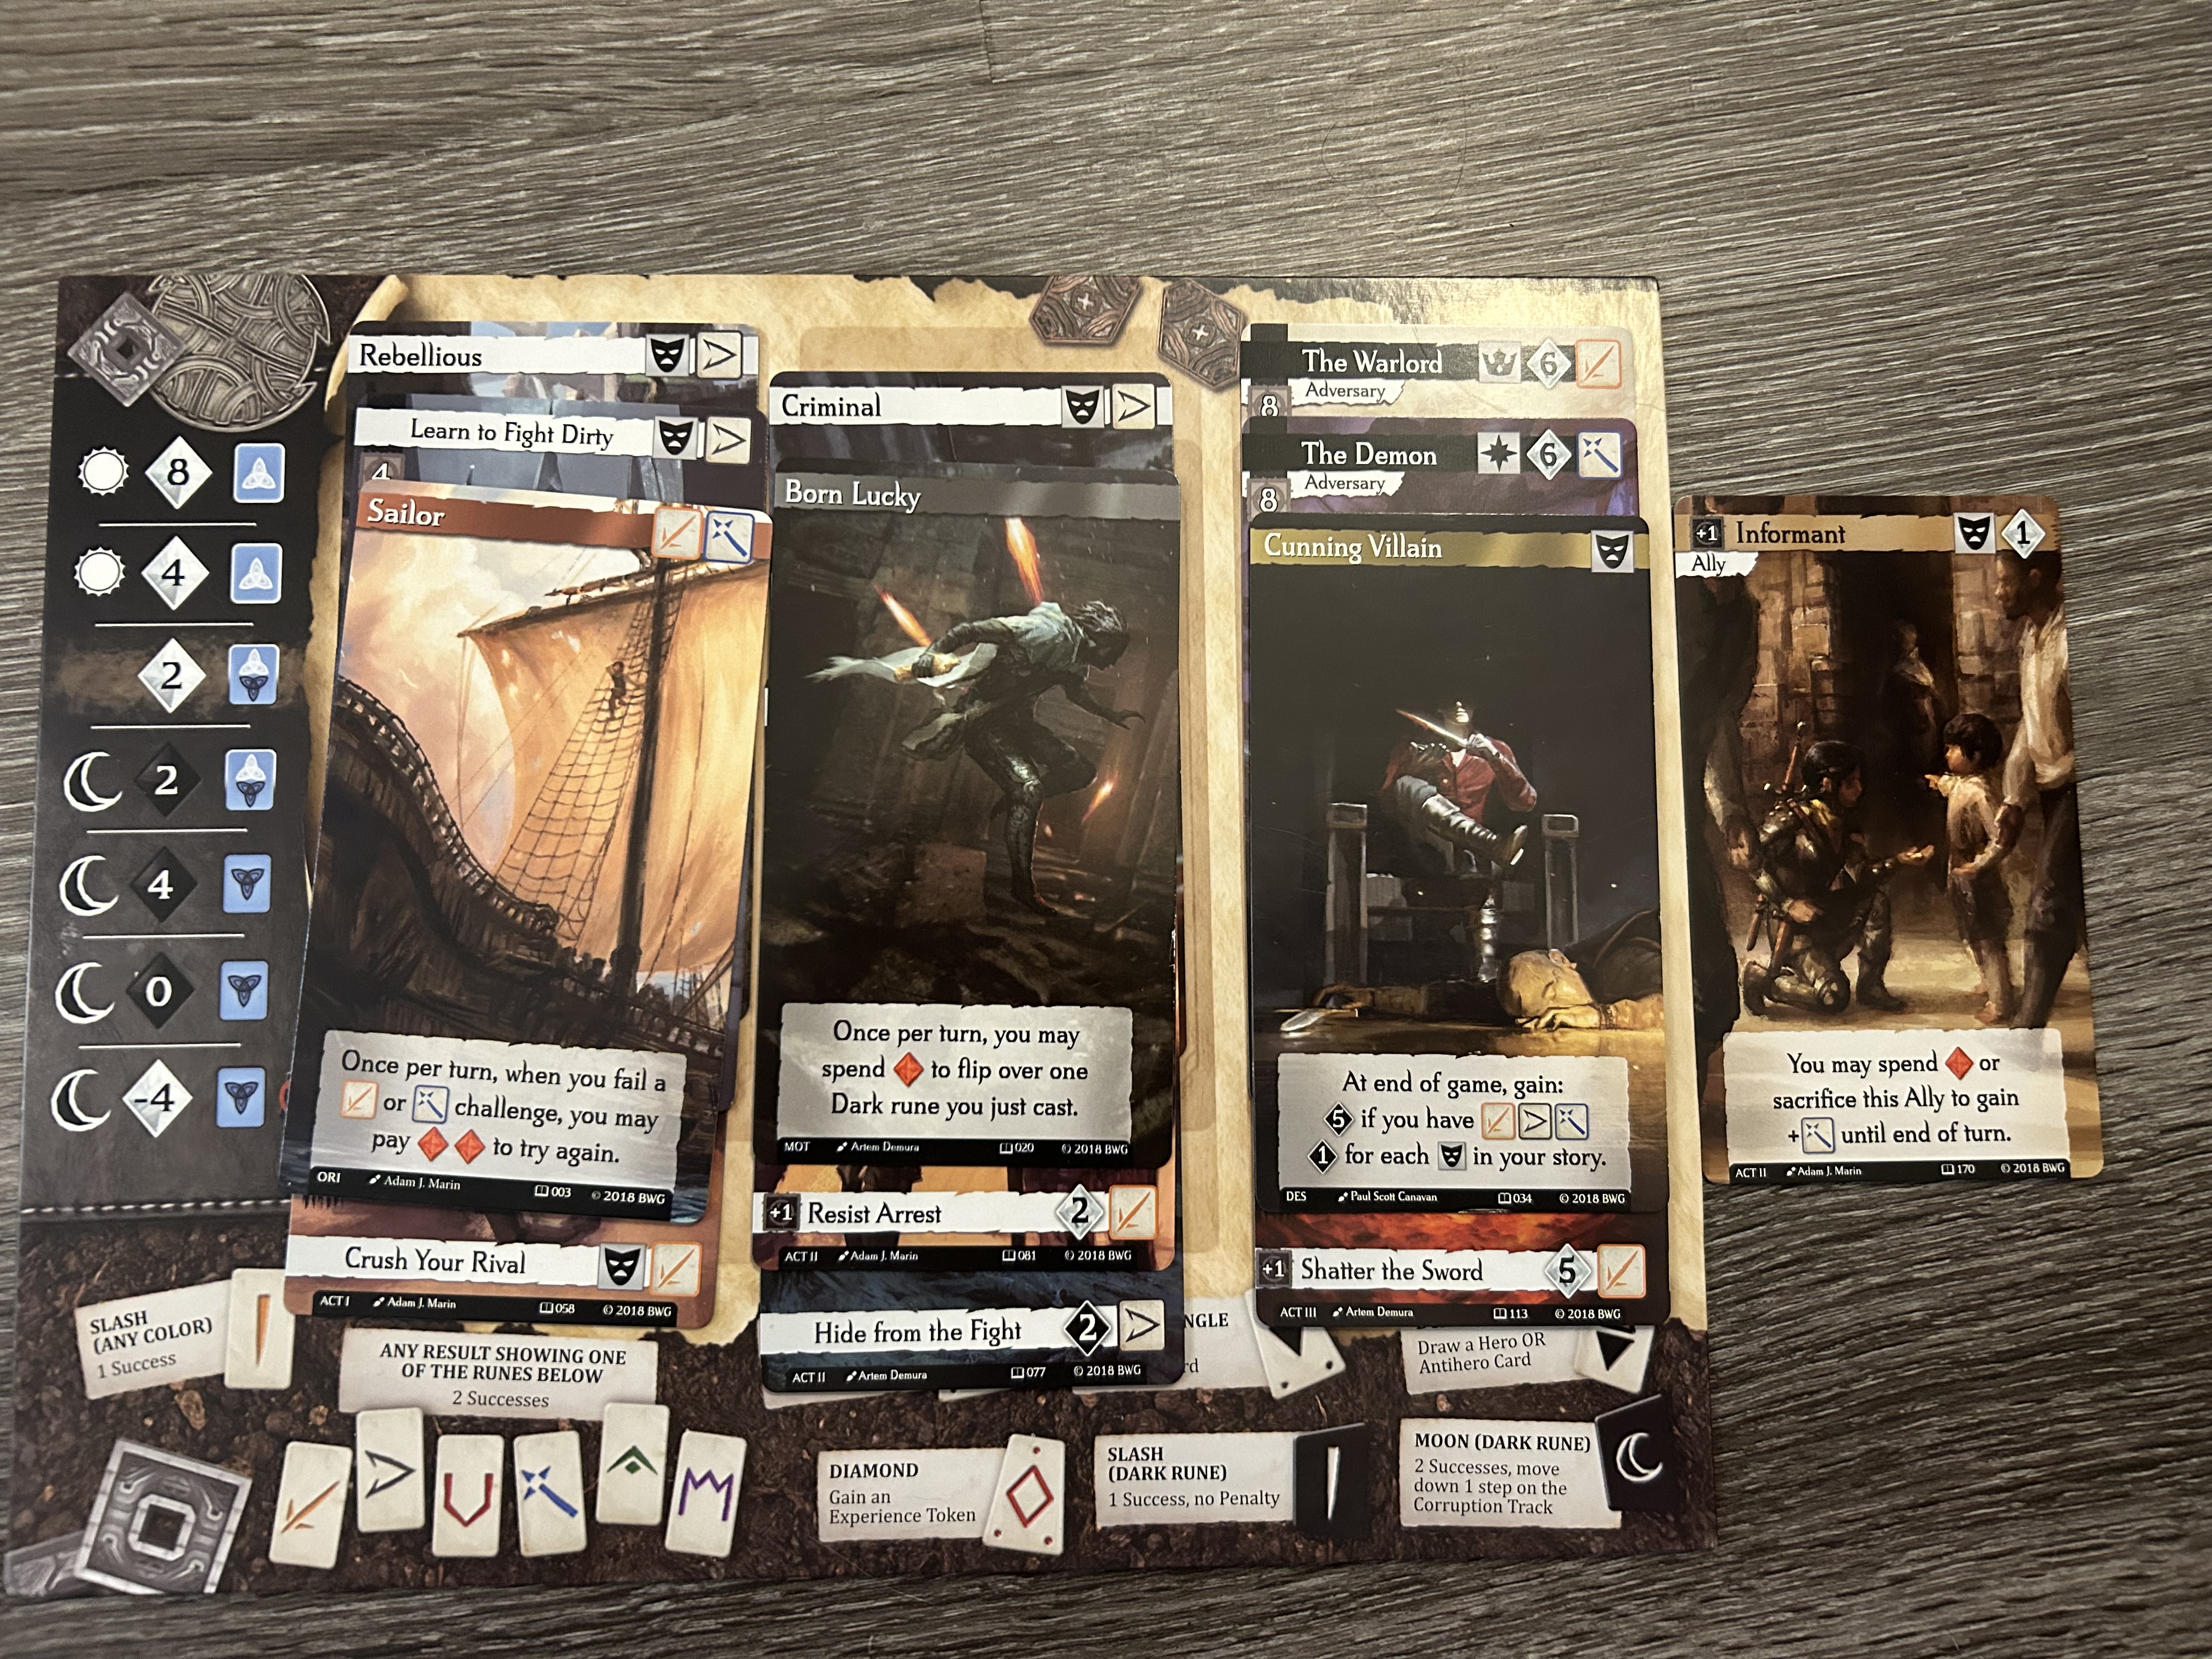 8
4
2
2
4
0
-4
Rebellious
Learn to Fight Dirty
4
Sailor
Once per turn, when you fail a
or challenge, you may
pay to try again.
ORI Adam J. Marin 003 © 2018 BWG
Crush Your Rival
ACT I Adam J. Marin 058 © 2018 BWG
Criminal
Born Lucky
Once per turn, you may
spend to flip over one
Dark rune you just cast.
MOT Artem Demura 020 © 2018 BWG
+1 Resist Arrest 2
ACT II Adam J. Marin 081 © 2018 BWG
Hide from the Fight 2
ACT II Artem Demura 077 © 2018 BWG
The Warlord 6
Adversary
8
The Demon 6
Adversary
8
Cunning Villain
At end of game, gain:
5 if you have
1 for each in your story.
DES Paul Scott Canavan 034 © 2018 BWG
+1 Shatter the Sword 5
ACT III Artem Demura 113 © 2018 BWG
+1 Informant 1
Ally
You may spend or
sacrifice this Ally to gain
+ until end of turn.
ACT II Adam J. Marin 170 © 2018 BWG
SLASH
(ANY COLOR)
1 Success
ANY RESULT SHOWING ONE
OF THE RUNES BELOW
2 Successes
NGLE
rd
Draw a Hero OR
Antihero Card
DIAMOND
Gain an
Experience Token
SLASH
(DARK RUNE)
1 Success, no Penalty
MOON (DARK RUNE)
2 Successes, move
down 1 step on the
Corruption Track